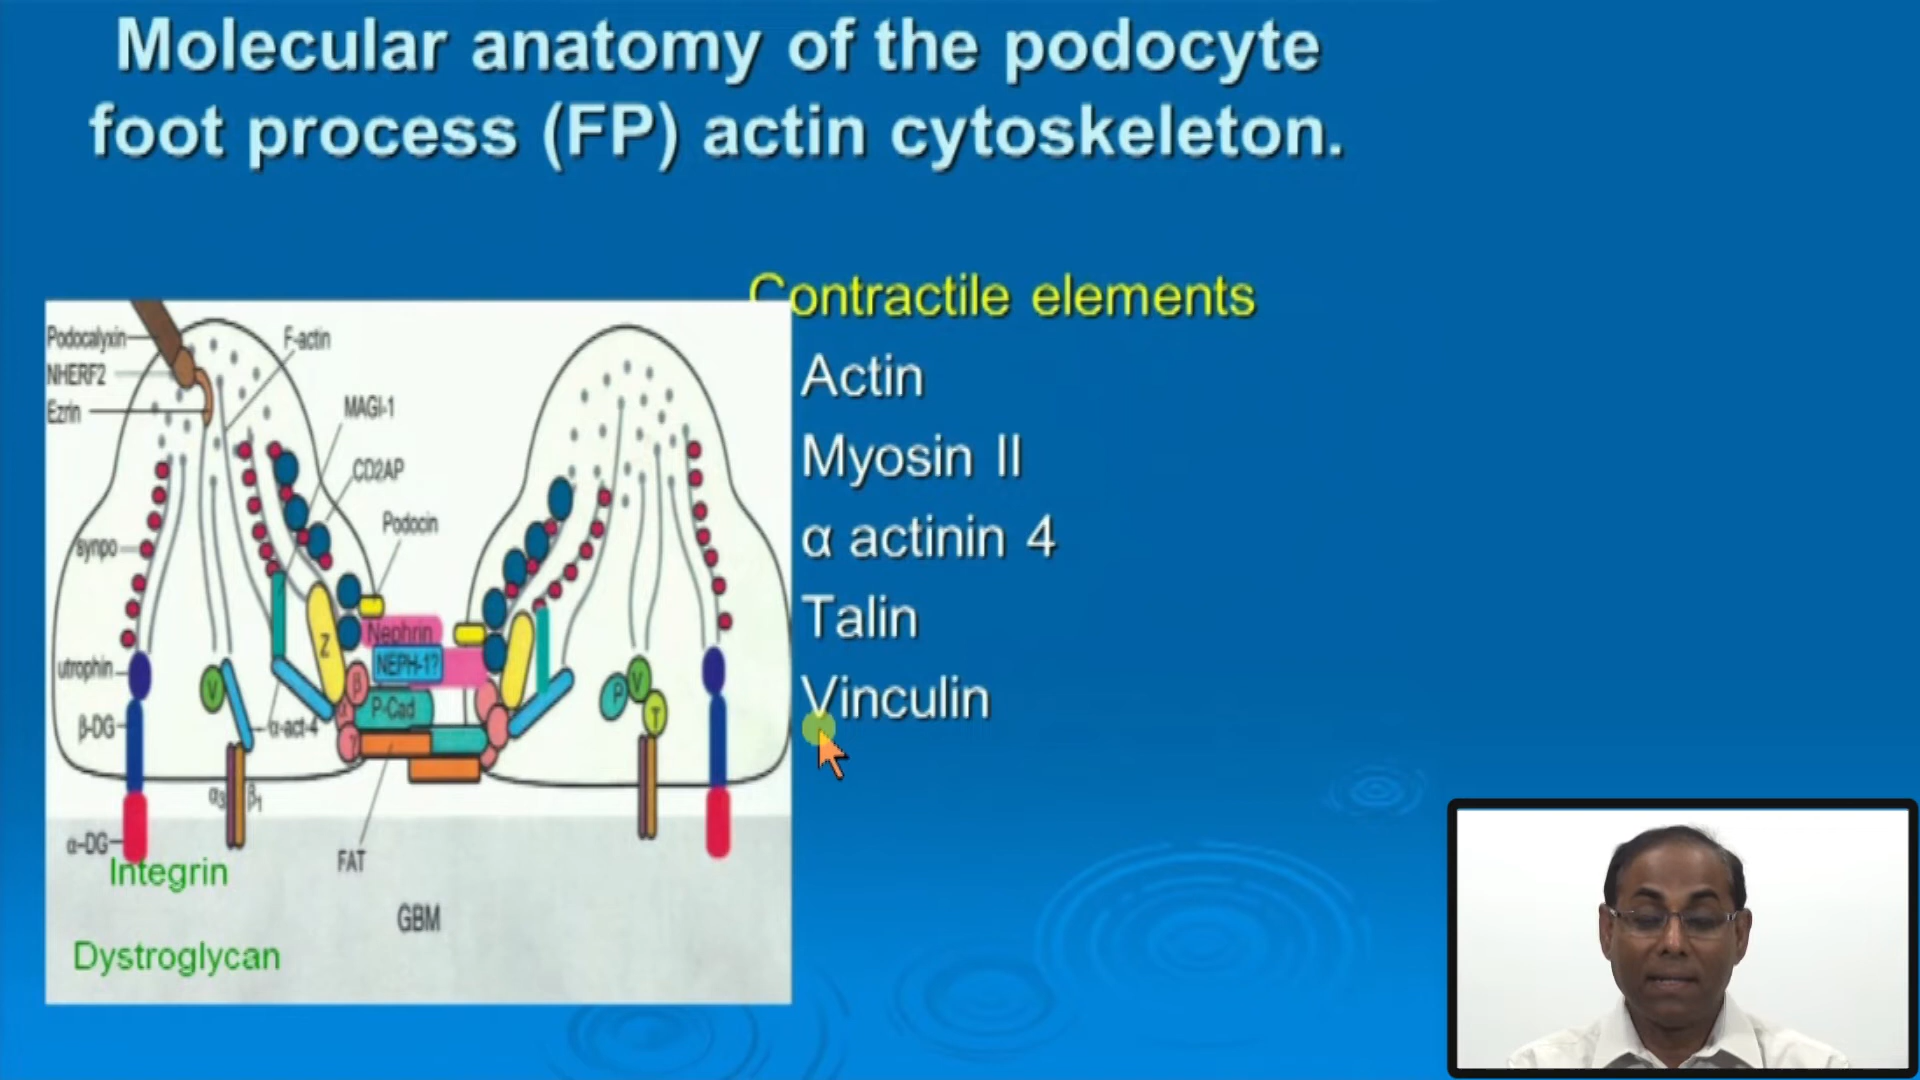 Molecular anatomy of the podocyte
foot process (FP) actin cytoskeleton.
Contractile elements
Actin
Myosin II
α actinin 4
Talin
Vinculin
Podocalyxin
NHERF2
Ezrin
F-actin
MAGI-1
CD2AP
Podocin
synpo
Z
Nephrin
NEPH-1?
utrophin
V
β
P-Cad
P
V
T
β-DG
α-act-4
α
γ
α3
β1
α-DG
FAT
Integrin
GBM
Dystroglycan